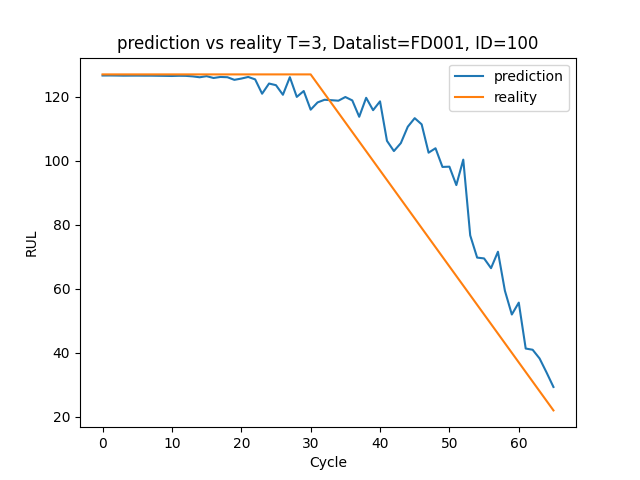 prediction vs reality T=3, Datalist=FD001, ID=100
prediction
reality
120
100
80
60
40
20
RUL
0 10 20 30 40 50 60
Cycle